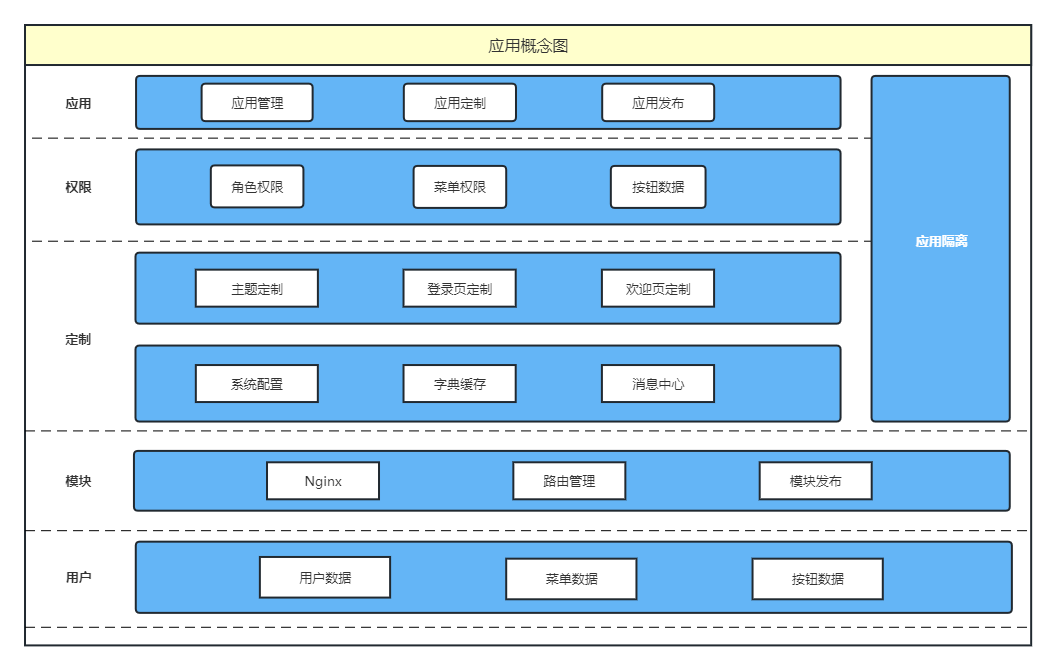 应用概念图
应用
应用管理
应用定制
应用发布
权限
角色权限
菜单权限
按钮数据
应用隔离
定制
主题定制
登录页定制
欢迎页定制
系统配置
字典缓存
消息中心
模块
Nginx
路由管理
模块发布
用户
用户数据
菜单数据
按钮数据